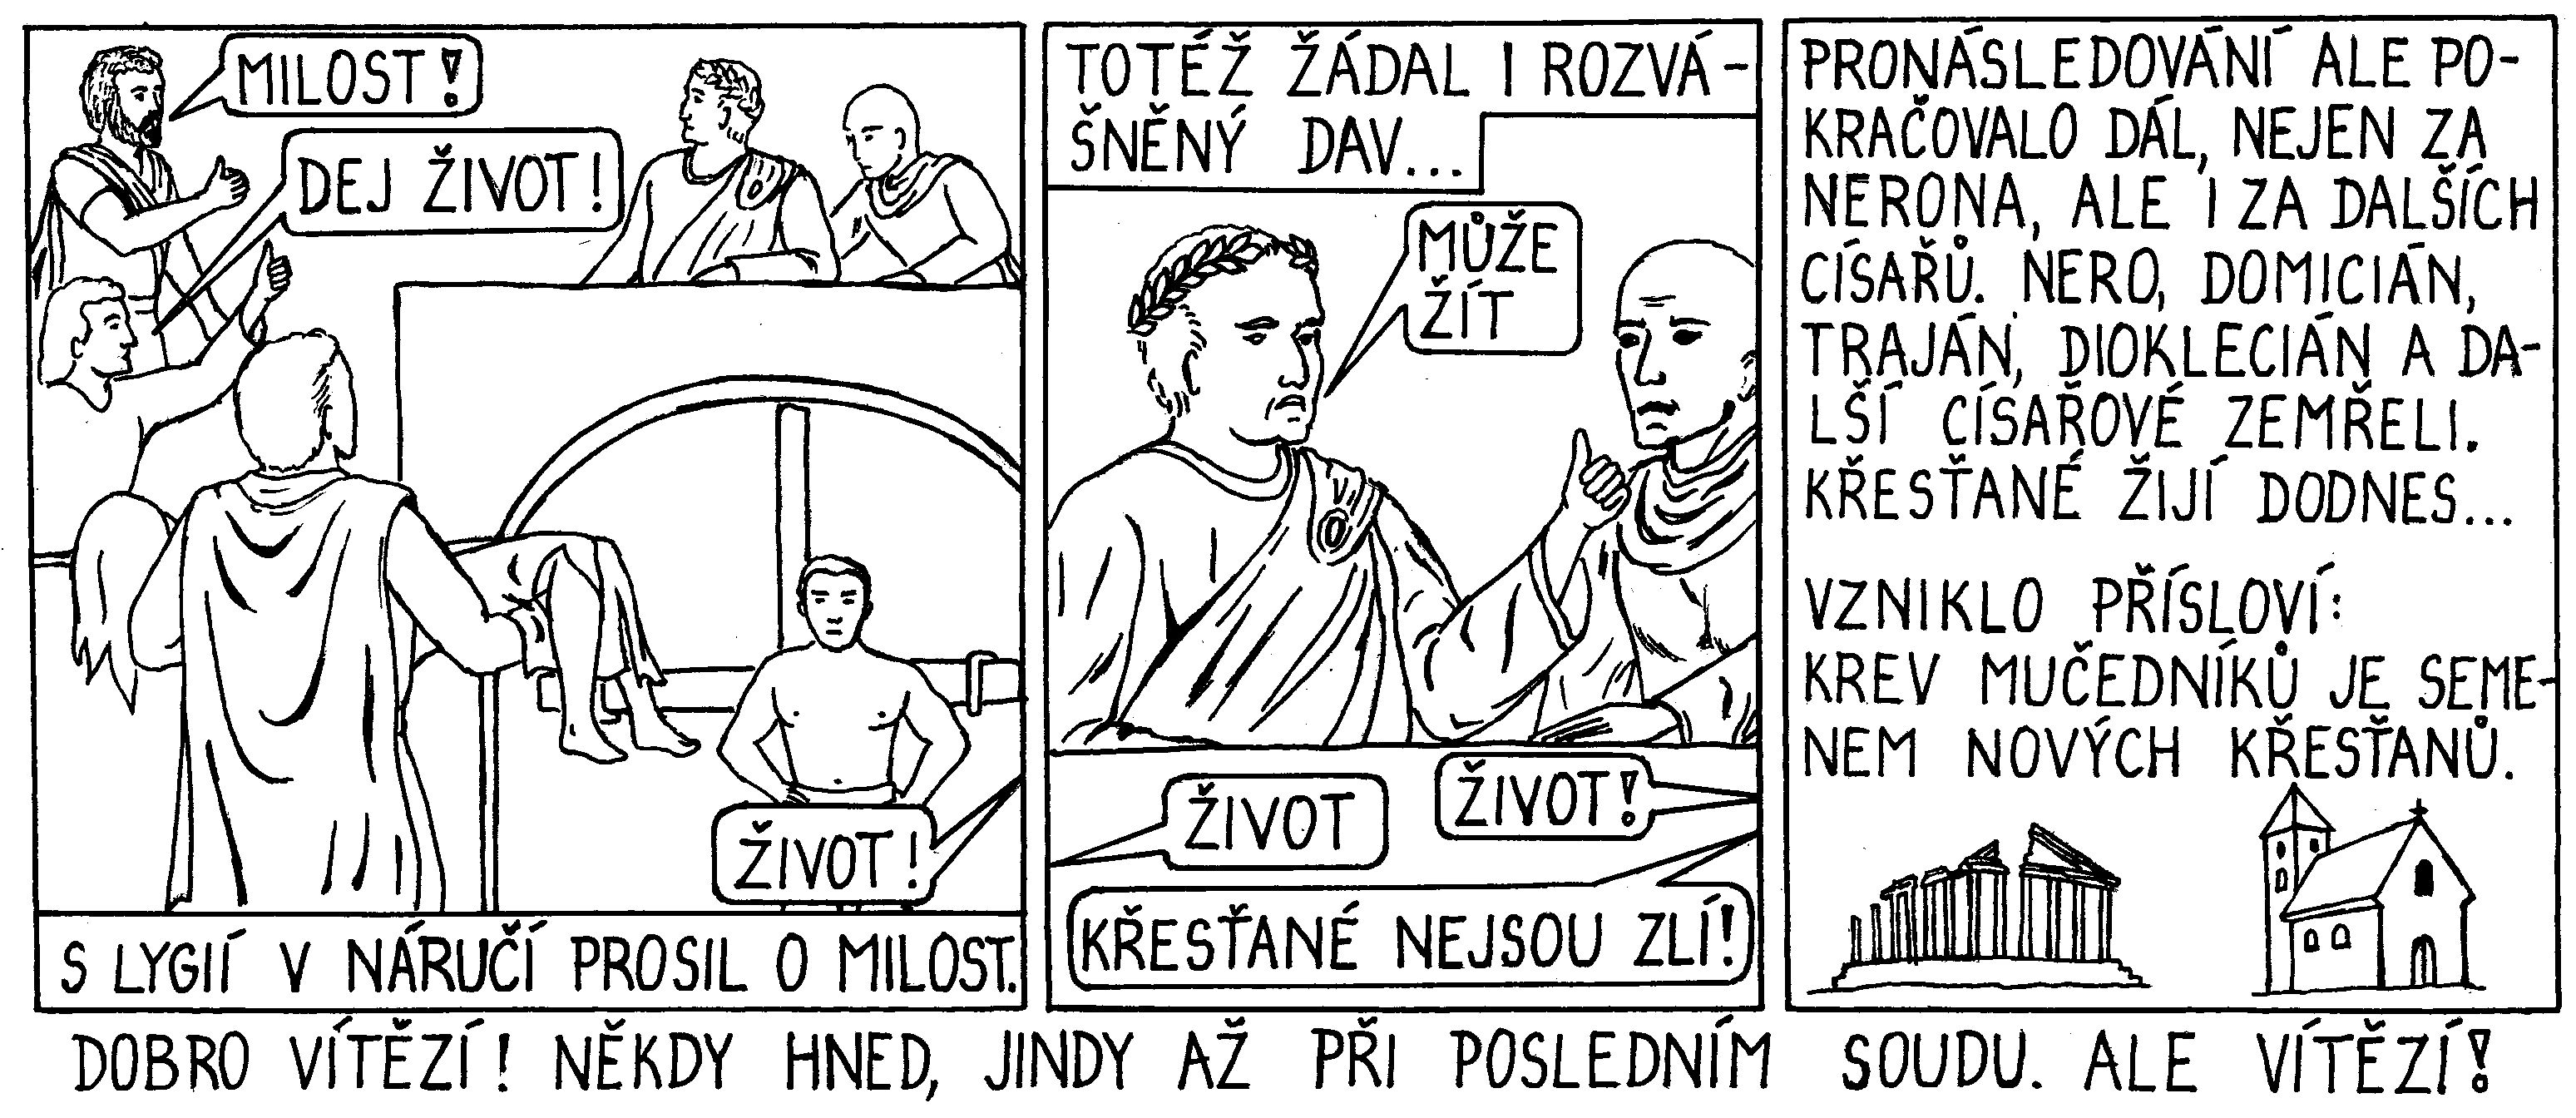 MILOST!
DEJ ŽIVOT!
ŽIVOT!
S LYGIÍ V NÁRUČÍ PROSIL O MILOST.
TOTÉŽ ŽÁDAL I ROZVÁ-
ŠNĚNÝ DAV...
MŮŽE
ŽÍT
ŽIVOT
ŽIVOT!
KŘESŤANÉ NEJSOU ZLÍ!
PRONÁSLEDOVÁNÍ ALE PO-
KRAČOVALO DÁL, NEJEN ZA
NERONA, ALE I ZA DALŠÍCH
CÍSAŘŮ. NERO, DOMICIÁN,
TRAJÁN, DIOKLECIÁN A DA-
LŠÍ CÍSAŘOVÉ ZEMŘELI.
KŘESŤANÉ ŽIJÍ DODNES...
VZNIKLO PŘÍSLOVÍ:
KREV MUČEDNÍKŮ JE SEME-
NEM NOVÝCH KŘESŤANŮ.
DOBRO VÍTĚZÍ! NĚKDY HNED, JINDY AŽ PŘI POSLEDNÍM SOUDU. ALE VÍTĚZÍ!